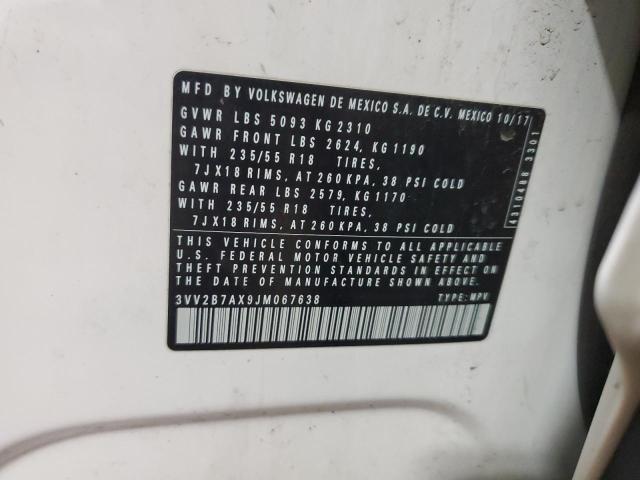 MFD BY VOLKSWAGEN DE MEXICO S.A. DE C.V. MEXICO 10/17
GVWR LBS 5093 KG 2310
GAWR FRONT LBS 2624, KG 1190
WITH 235/55 R18 TIRES,
7JX18 RIMS, AT 260 KPA, 38 PSI COLD
GAWR REAR LBS 2579, KG 1170
WITH 235/55 R18 TIRES,
7JX18 RIMS, AT 260 KPA, 38 PSI COLD
THIS VEHICLE CONFORMS TO ALL APPLICABLE
U.S. FEDERAL MOTOR VEHICLE SAFETY AND
THEFT PREVENTION STANDARDS IN EFFECT ON
THE DATE OF MANUFACTURE SHOWN ABOVE.
3VV2B7AX9JM067638 TYPE: MPV
4310488 3301